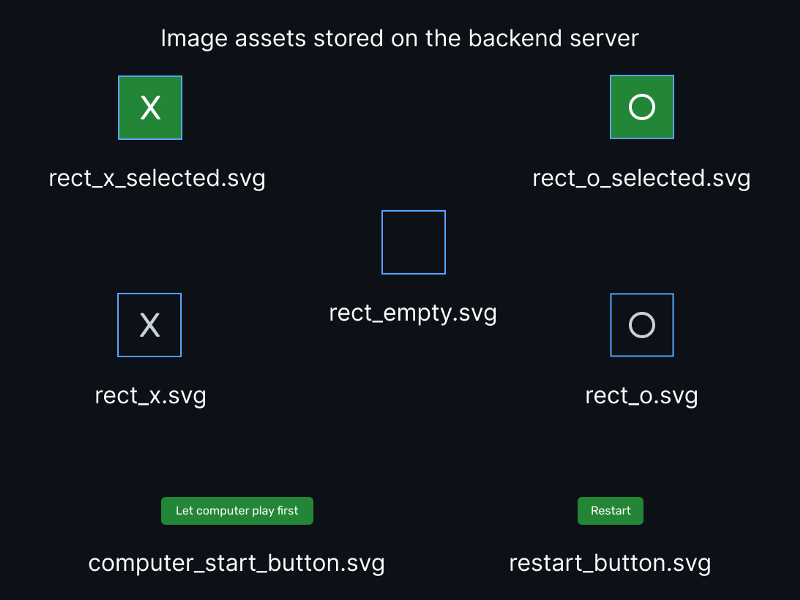 Image assets stored on the backend server
X
O
rect_x_selected.svg
rect_o_selected.svg
rect_empty.svg
X
O
rect_x.svg
rect_o.svg
Let computer play first
Restart
computer_start_button.svg
restart_button.svg